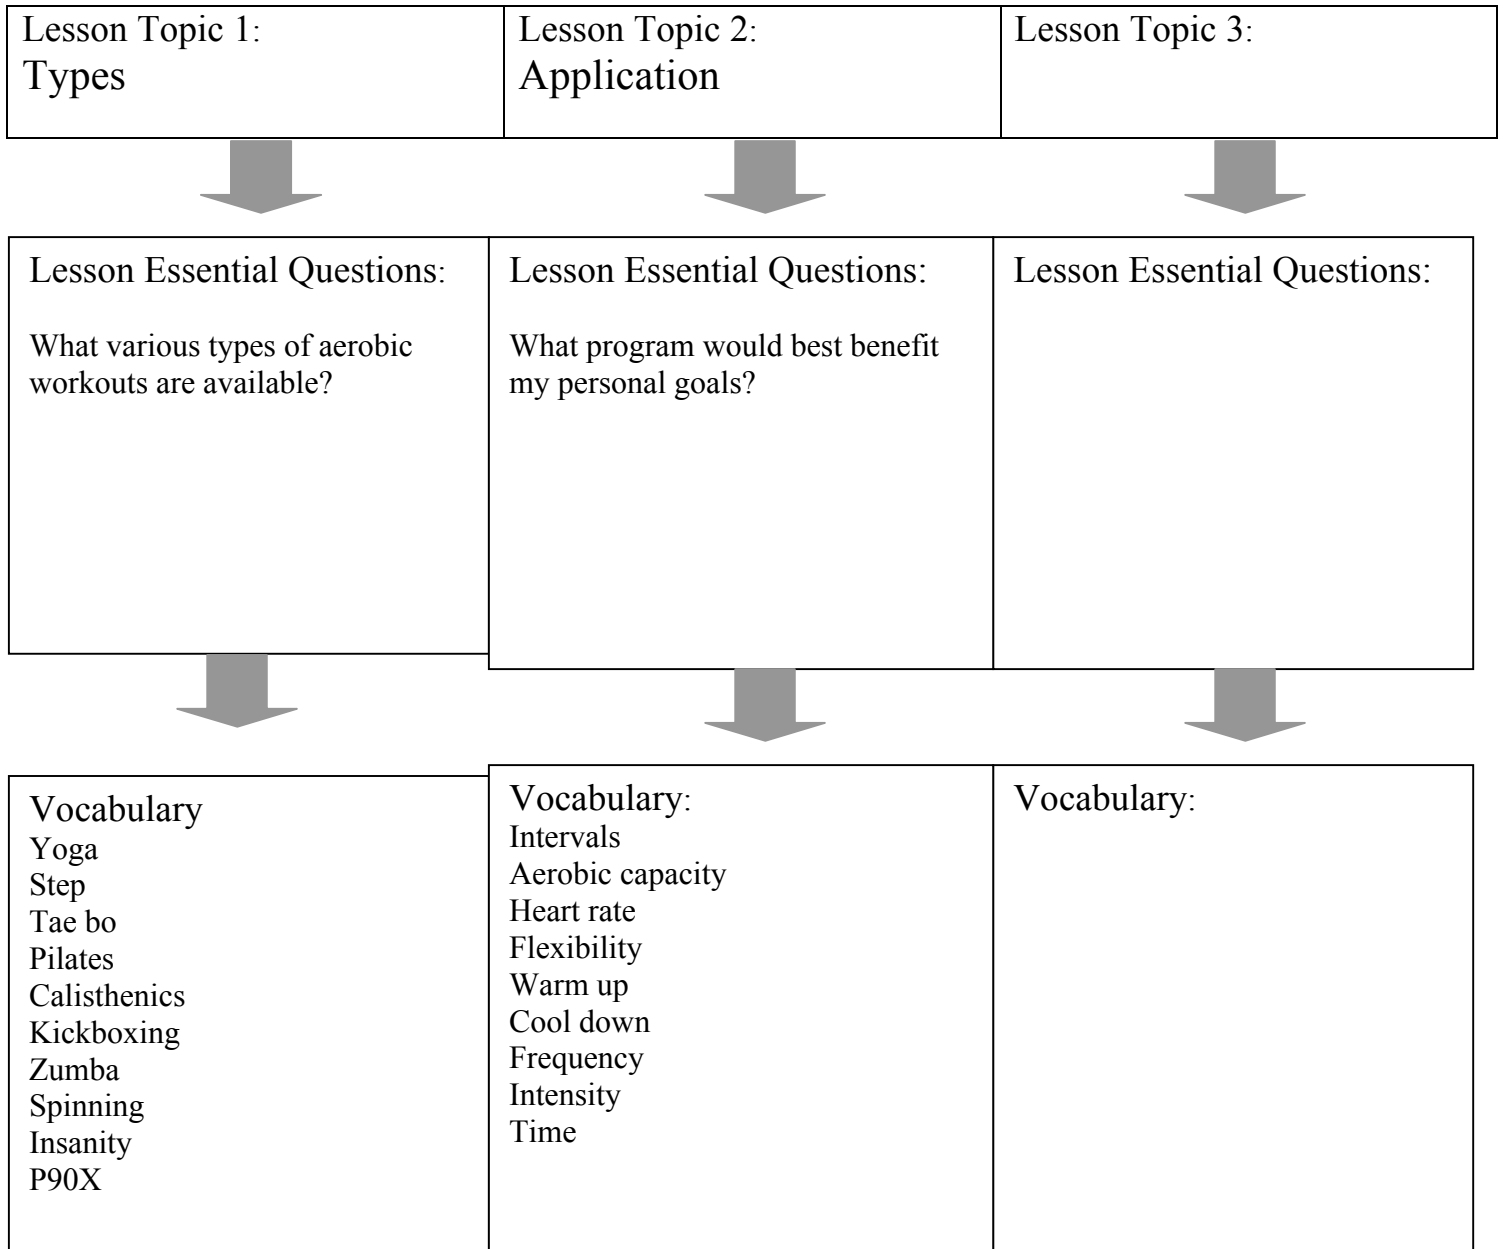 Lesson Topic 1:
Types
Lesson Topic 2:
Application
Lesson Topic 3:
Lesson Essential Questions:
What various types of aerobic
workouts are available?
Lesson Essential Questions:
What program would best benefit
my personal goals?
Lesson Essential Questions:
Vocabulary
Yoga
Step
Tae bo
Pilates
Calisthenics
Kickboxing
Zumba
Spinning
Insanity
P90X
Vocabulary:
Intervals
Aerobic capacity
Heart rate
Flexibility
Warm up
Cool down
Frequency
Intensity
Time
Vocabulary: